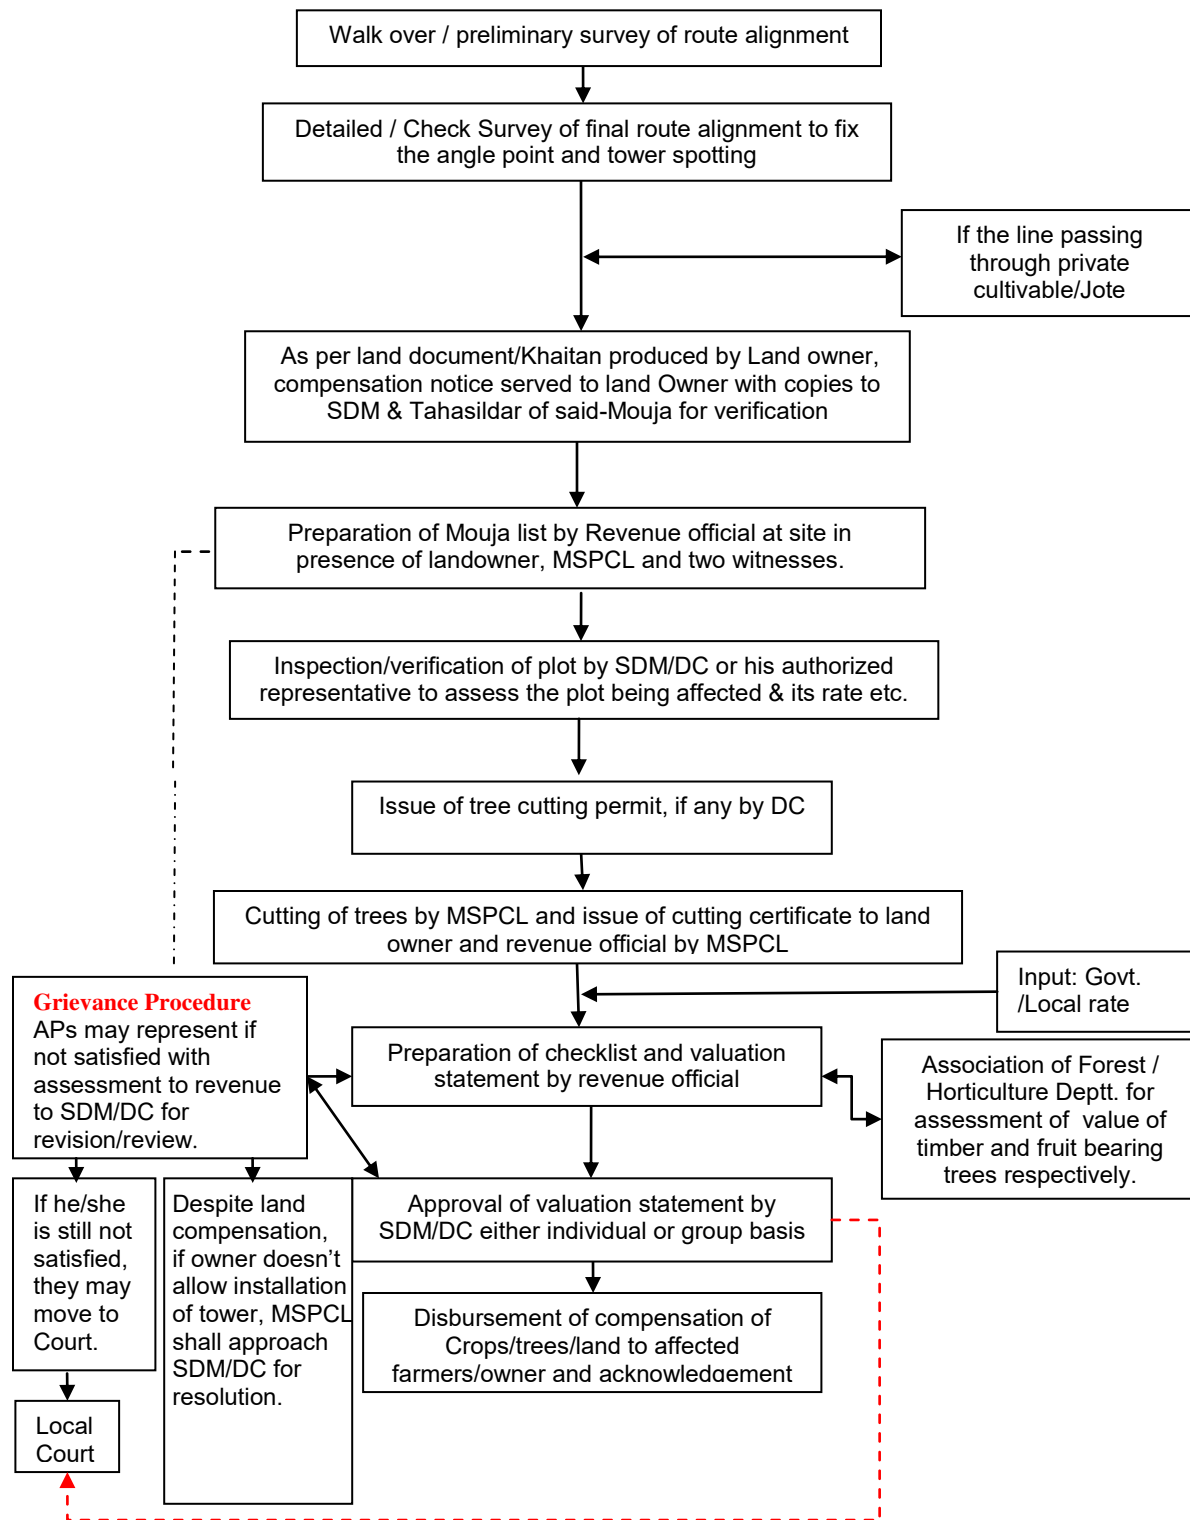 Walk over / preliminary survey of route alignment
Detailed / Check Survey of final route alignment to fix
the angle point and tower spotting
If the line passing
through private
cultivable/Jote
As per land document/Khaitan produced by Land owner,
compensation notice served to land Owner with copies to
SDM & Tahasildar of said-Mouja for verification
Preparation of Mouja list by Revenue official at site in
presence of landowner, MSPCL and two witnesses.
Inspection/verification of plot by SDM/DC or his authorized
representative to assess the plot being affected & its rate etc.
Issue of tree cutting permit, if any by DC
Cutting of trees by MSPCL and issue of cutting certificate to land
owner and revenue official by MSPCL
Input: Govt.
/Local rate
Grievance Procedure
APs may represent if
not satisfied with
assessment to revenue
to SDM/DC for
revision/review.
Preparation of checklist and valuation
statement by revenue official
Association of Forest /
Horticulture Deptt. for
assessment of value of
timber and fruit bearing
trees respectively.
If he/she
is still not
satisfied,
they may
move to
Court.
Despite land
compensation,
if owner doesn’t
allow installation
of tower, MSPCL
shall approach
SDM/DC for
resolution.
Approval of valuation statement by
SDM/DC either individual or group basis
Disbursement of compensation of
Crops/trees/land to affected
farmers/owner and acknowledgement
Local
Court